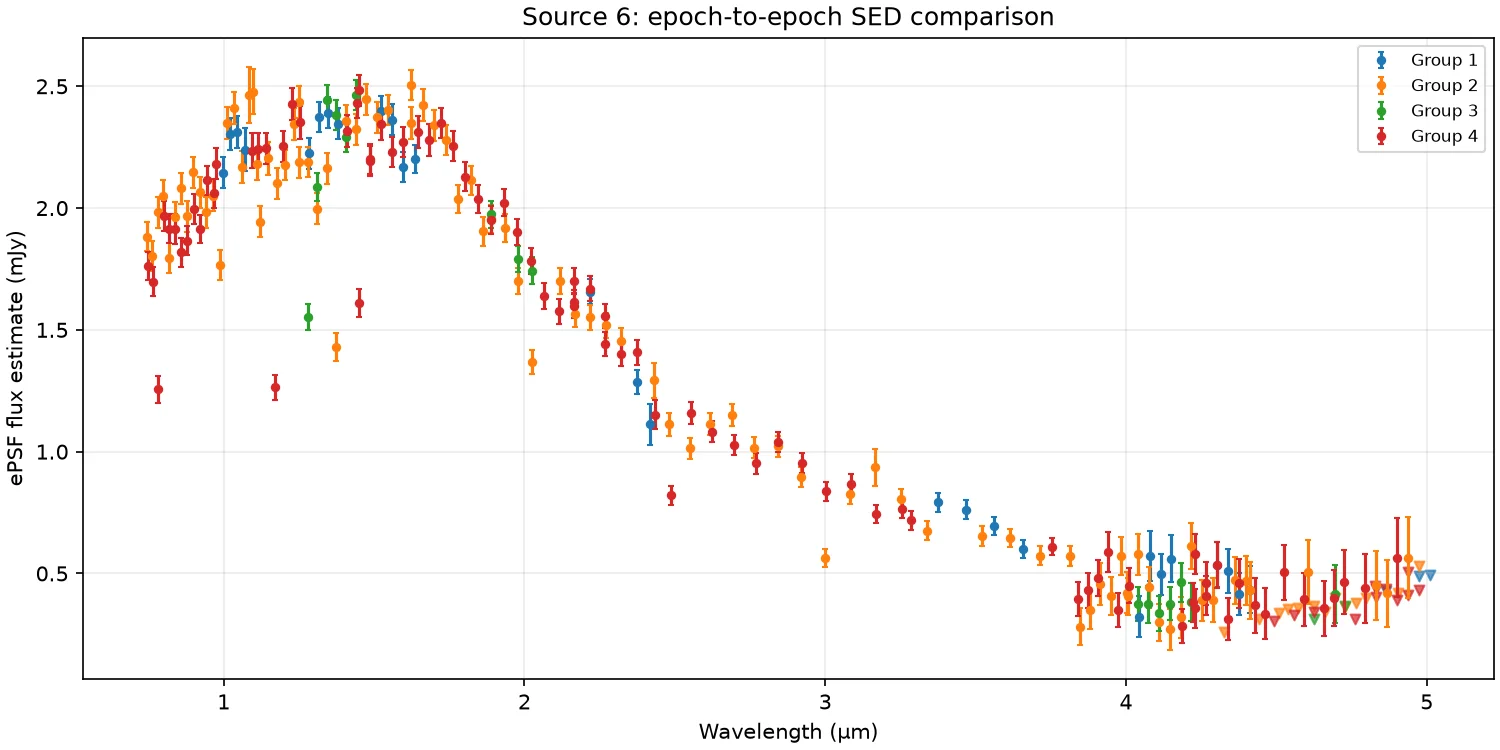 Source 6: epoch-to-epoch SED comparison
ePSF flux estimate (mJy)
2.5
2.0
1.5
1.0
0.5
Group 1
Group 2
Group 3
Group 4
1 2 3 4 5
Wavelength (μm)